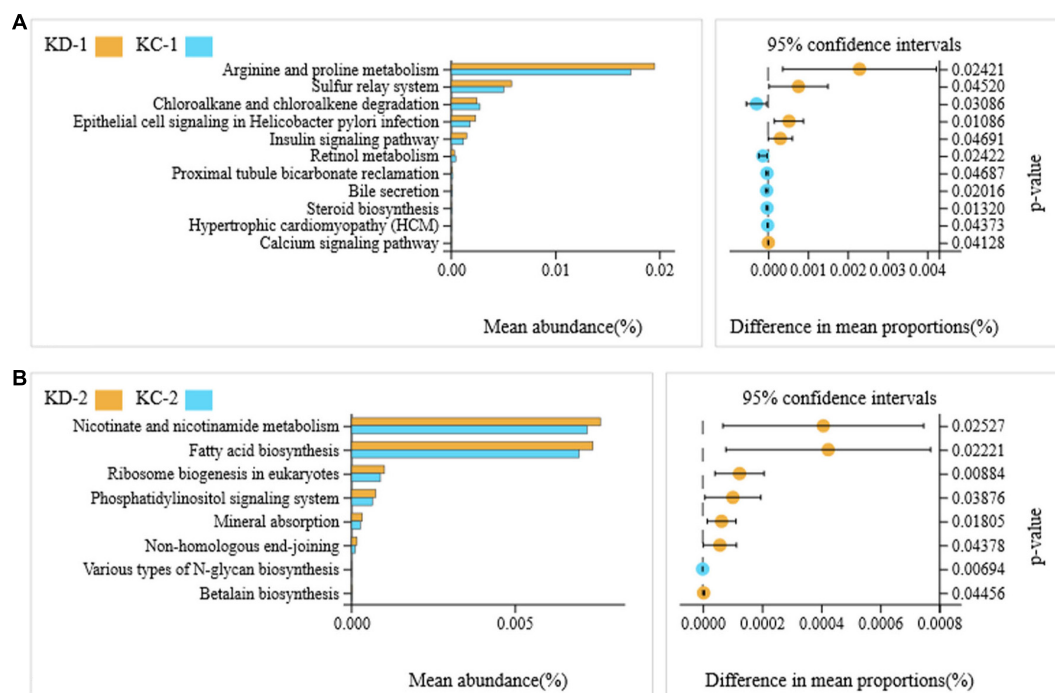 A
KD-1 KC-1
95% confidence intervals
Arginine and proline metabolism 0.02421
Sulfur relay system 0.04520
Chloroalkane and chloroalkene degradation 0.03086
Epithelial cell signaling in Helicobacter pylori infection 0.01086
Insulin signaling pathway 0.04691
Retinol metabolism 0.02422
Proximal tubule bicarbonate reclamation 0.04687
Bile secretion 0.02016
Steroid biosynthesis 0.01320
Hypertrophic cardiomyopathy (HCM) 0.04373
Calcium signaling pathway 0.04128
p-value
0.00 0.01 0.02 0.000 0.001 0.002 0.003 0.004
Mean abundance(%) Difference in mean proportions(%)
B
KD-2 KC-2
95% confidence intervals
Nicotinate and nicotinamide metabolism 0.02527
Fatty acid biosynthesis 0.02221
Ribosome biogenesis in eukaryotes 0.00884
Phosphatidylinositol signaling system 0.03876
Mineral absorption 0.01805
Non-homologous end-joining 0.04378
Various types of N-glycan biosynthesis 0.00694
Betalain biosynthesis 0.04456
p-value
0.000 0.005 0.0000 0.0002 0.0004 0.0006 0.0008
Mean abundance(%) Difference in mean proportions(%)